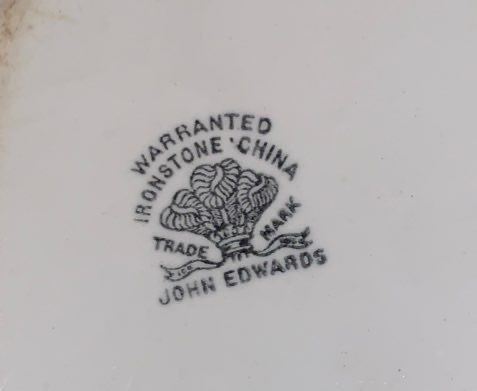 WARRANTED
IRONSTONE CHINA
TRADE MARK
JOHN EDWARDS